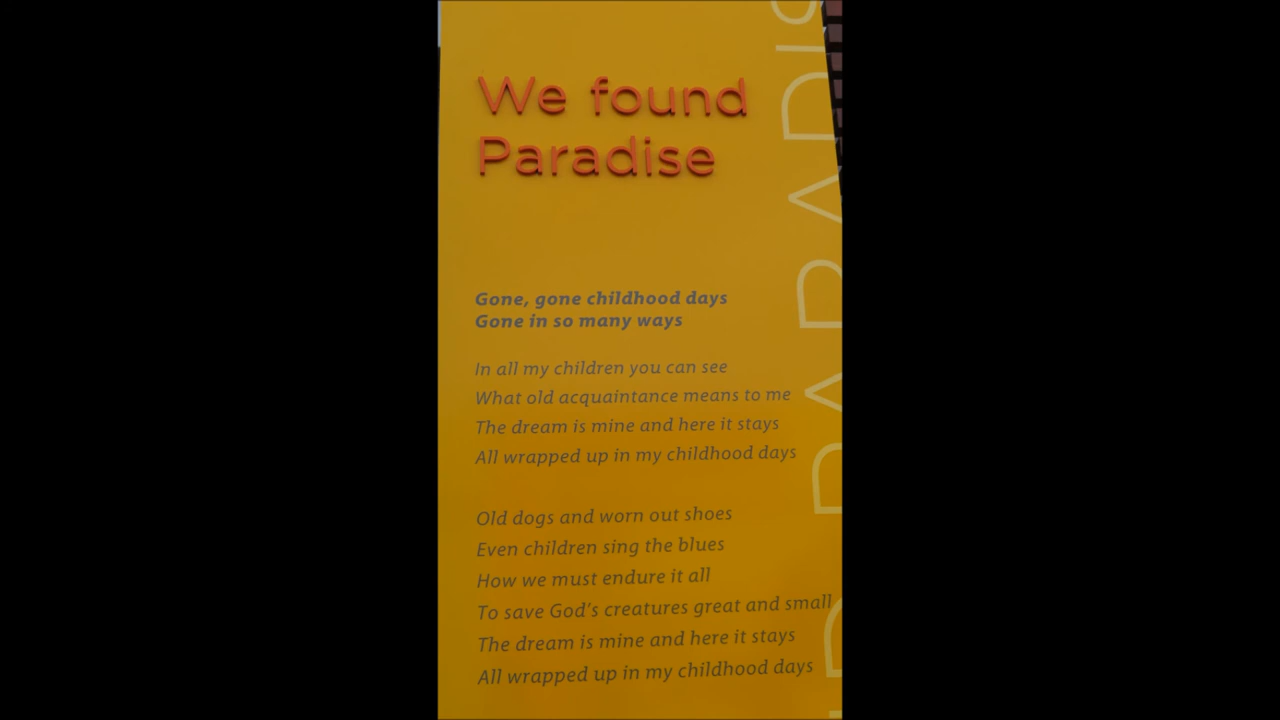 We found
Paradise
Gone, gone childhood days
Gone in so many ways
In all my children you can see
What old acquaintance means to me
The dream is mine and here it stays
All wrapped up in my childhood days
Old dogs and worn out shoes
Even children sing the blues
How we must endure it all
To save God's creatures great and small
The dream is mine and here it stays
All wrapped up in my childhood days